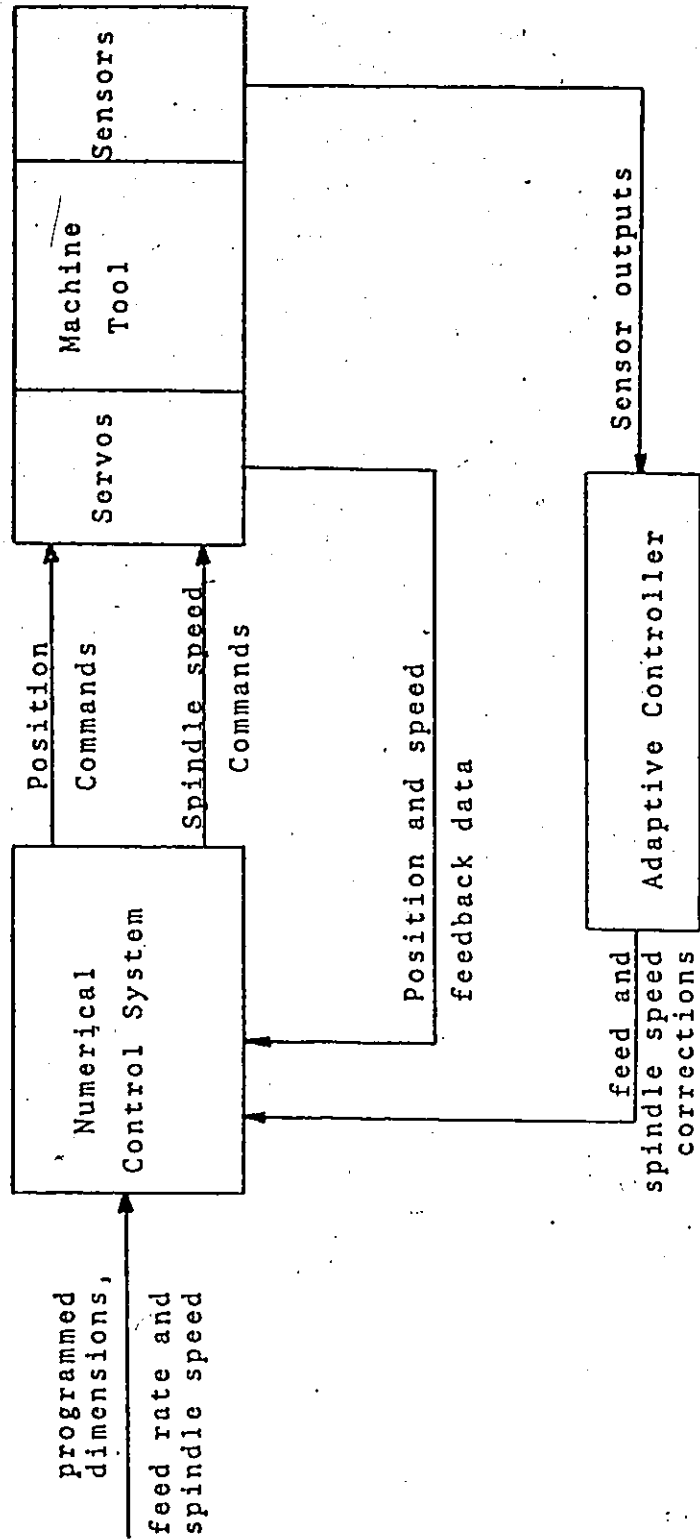 programmed
dimensions,
feed rate and
spindle speed
Numerical
Control System
Position
Commands
Spindle speed
Commands
Servos
Machine
Tool
Sensors
Position and speed
feedback data
Sensor outputs
Adaptive Controller
feed and
spindle speed
corrections